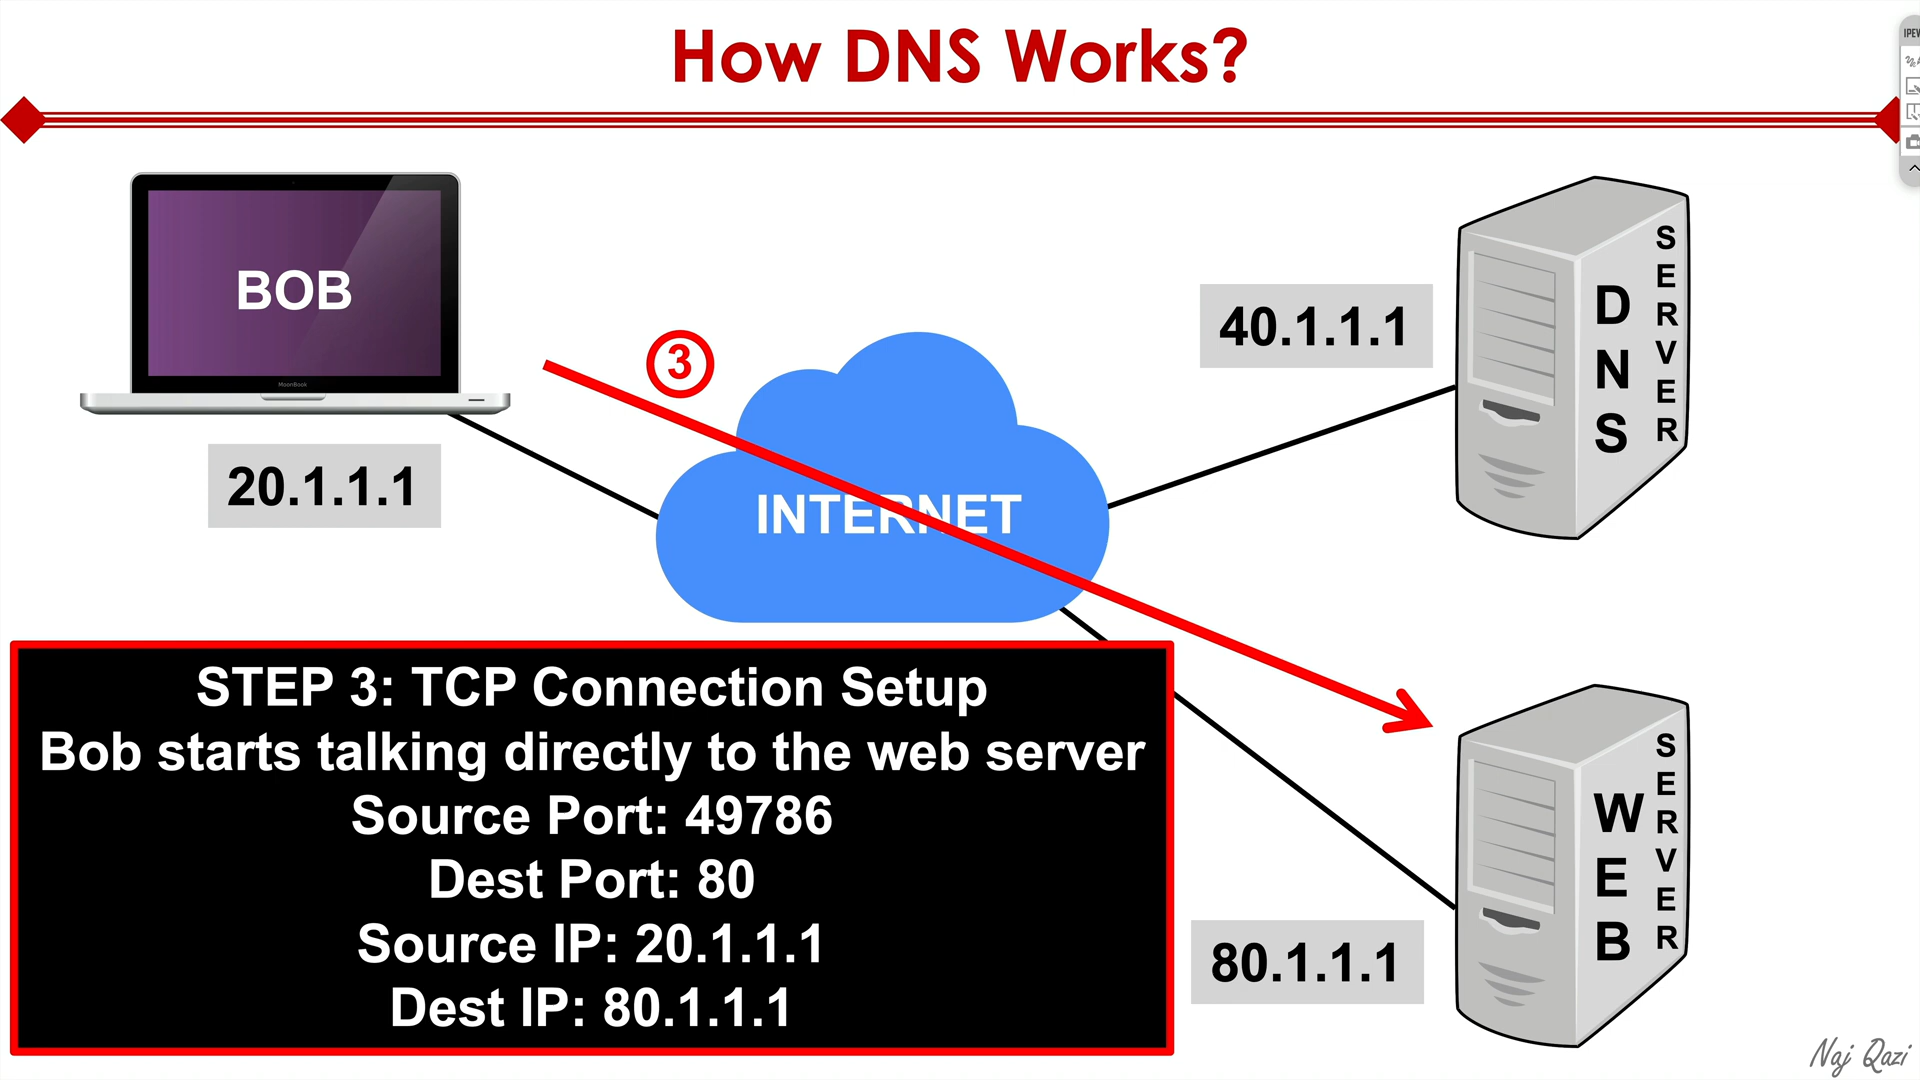 How DNS Works?
BOB
MoonBook
20.1.1.1
3
INTERNET
40.1.1.1
DNS
SERVER
STEP 3: TCP Connection Setup
Bob starts talking directly to the web server
Source Port: 49786
Dest Port: 80
Source IP: 20.1.1.1
Dest IP: 80.1.1.1
80.1.1.1
WEB
SERVER
Naj Qazi